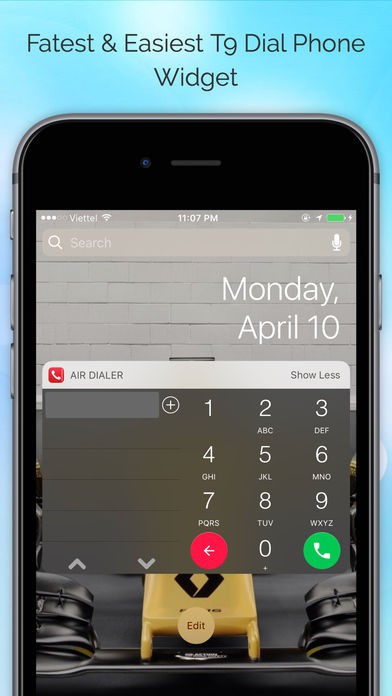 Fatest & Easiest T9 Dial Phone
Widget
Viettel
11:07 PM
Search
Monday,
April 10
AIR DIALER
Show Less
1 2 3
ABC DEF
4 5 6
GHI JKL MNO
7 8 9
PQRS TUV WXYZ
0
+
Edit